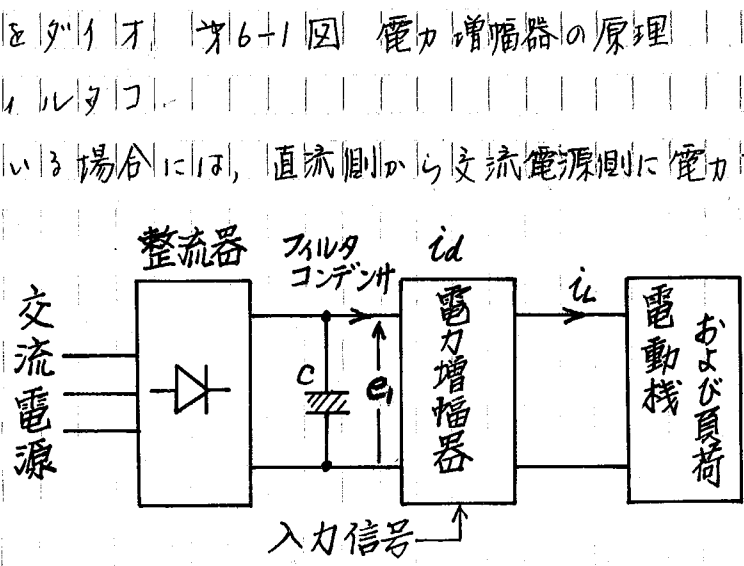 をダイオ 第6-1図 電力増幅器の原理
ィルタコ
いる場合には,直流側から交流電源側に電力
整流器
フィルタ
コンデンサ
id
iL
交流電源
C
e1
電力増幅器
電動桟
および負荷
入力信号